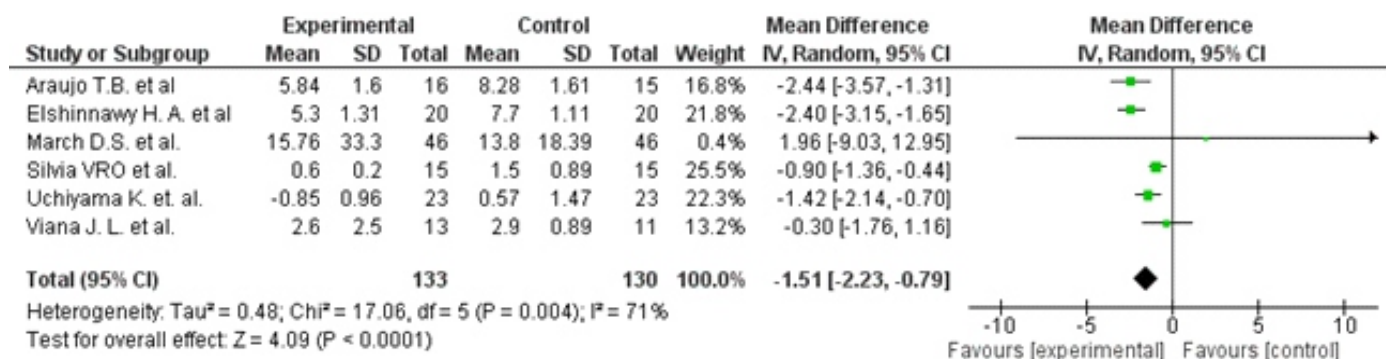 Experimental Control Mean Difference Mean Difference
Study or Subgroup Mean SD Total Mean SD Total Weight IV, Random, 95% CI IV, Random, 95% CI
Araujo T.B. et al 5.84 1.6 16 8.28 1.61 15 16.8% -2.44 [-3.57, -1.31]
Elshinnawy H. A. et al 5.3 1.31 20 7.7 1.11 20 21.8% -2.40 [-3.15, -1.65]
March D.S. et al. 15.76 33.3 46 13.8 18.39 46 0.4% 1.96 [-9.03, 12.95]
Silvia VRO et al. 0.6 0.2 15 1.5 0.89 15 25.5% -0.90 [-1.36, -0.44]
Uchiyama K. et. al. -0.85 0.96 23 0.57 1.47 23 22.3% -1.42 [-2.14, -0.70]
Viana J. L. et al. 2.6 2.5 13 2.9 0.89 11 13.2% -0.30 [-1.76, 1.16]
Total (95% CI) 133 130 100.0% -1.51 [-2.23, -0.79]
Heterogeneity: Tau² = 0.48; Chi² = 17.06, df = 5 (P = 0.004); I² = 71%
Test for overall effect: Z = 4.09 (P < 0.0001)
-10 -5 0 5 10
Favours [experimental] Favours [control]